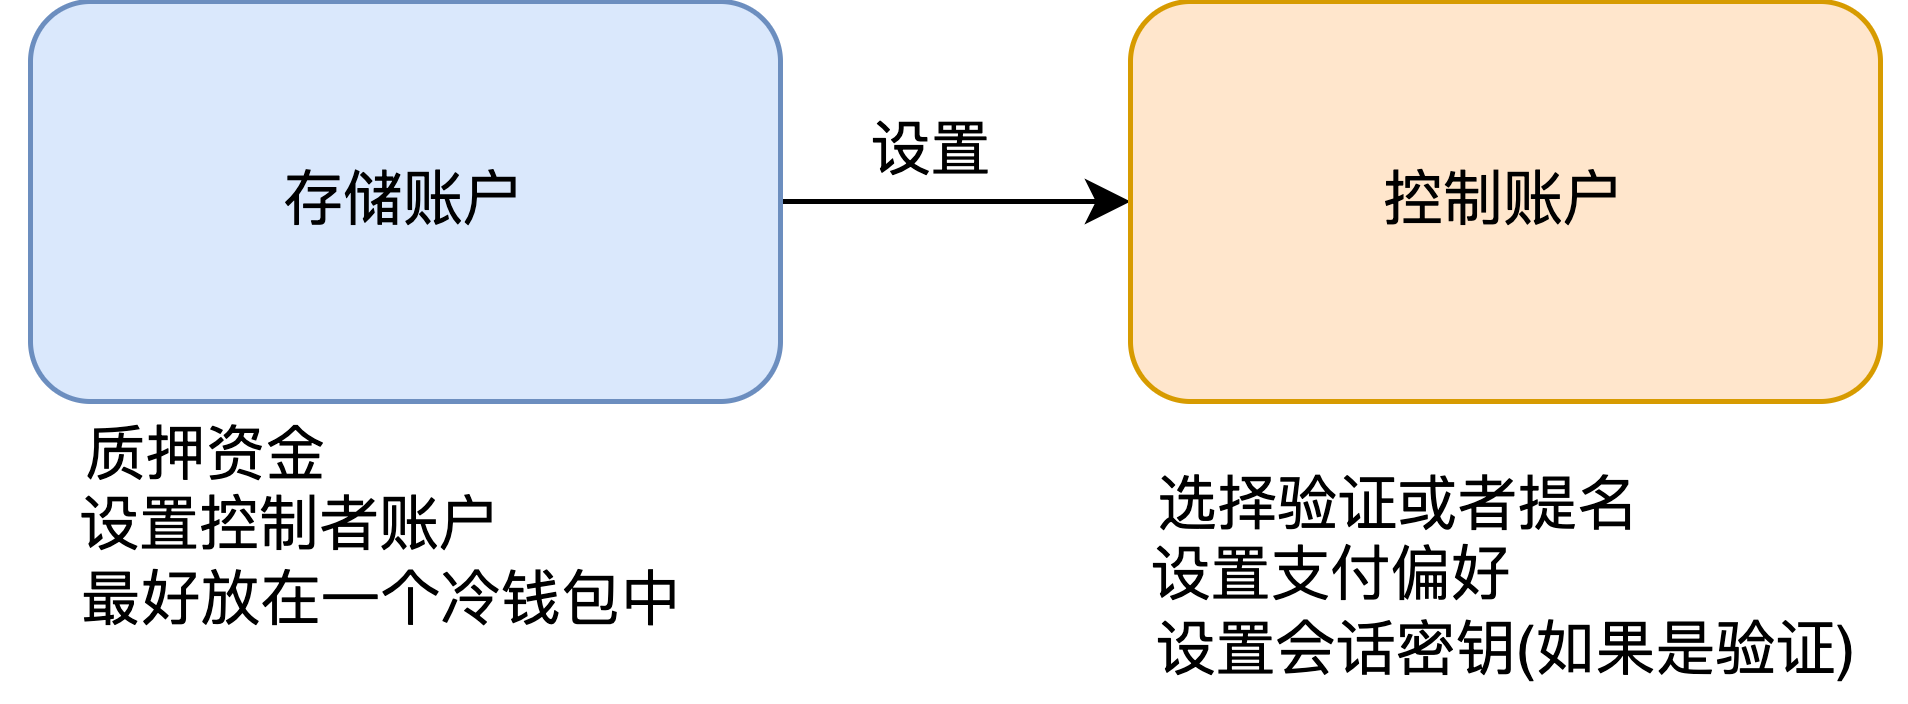 存储账户
设置
控制账户
质押资金
设置控制者账户
最好放在一个冷钱包中
选择验证或者提名
设置支付偏好
设置会话密钥(如果是验证)